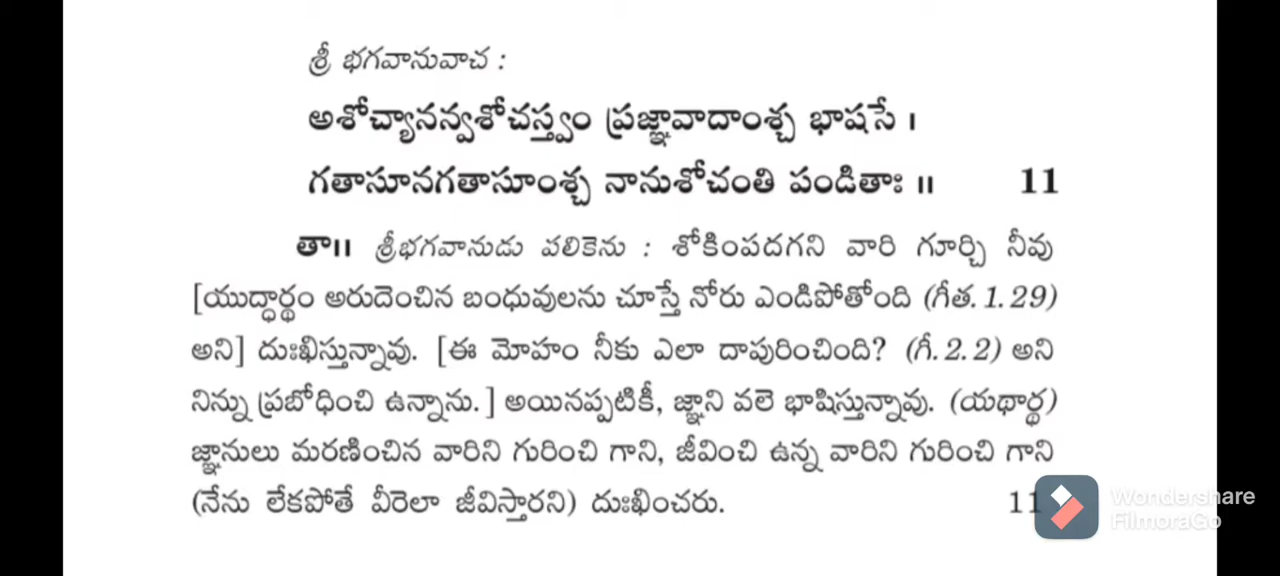 శ్రీ భగవానువాచ :
అశోచ్యానన్వశోచస్త్వం ప్రజ్ఞావాదాంశ్చ భాషసే ।
గతాసూనగతాసూంశ్చ నానుశోచంతి పండితాః ॥ 11
తా॥ శ్రీభగవానుడు పలికెను : శోకింపదగని వారి గూర్చి నీవు
[యుద్ధార్థం అరుదెంచిన బంధువులను చూస్తే నోరు ఎండిపోతోంది (గీత. 1.29)
అని] దుఃఖిస్తున్నావు. [ఈ మోహం నీకు ఎలా దాపురించింది? (గీ. 2. 2) అని
నిన్ను ప్రబోధించి ఉన్నాను.] అయినప్పటికీ, జ్ఞాని వలె భాషిస్తున్నావు. (యథార్థ)
జ్ఞానులు మరణించిన వారిని గురించి గాని, జీవించి ఉన్న వారిని గురించి గాని
(నేను లేకపోతే వీరెలా జీవిస్తారని) దుఃఖించరు. 11
Wondershare
FilmoraGo